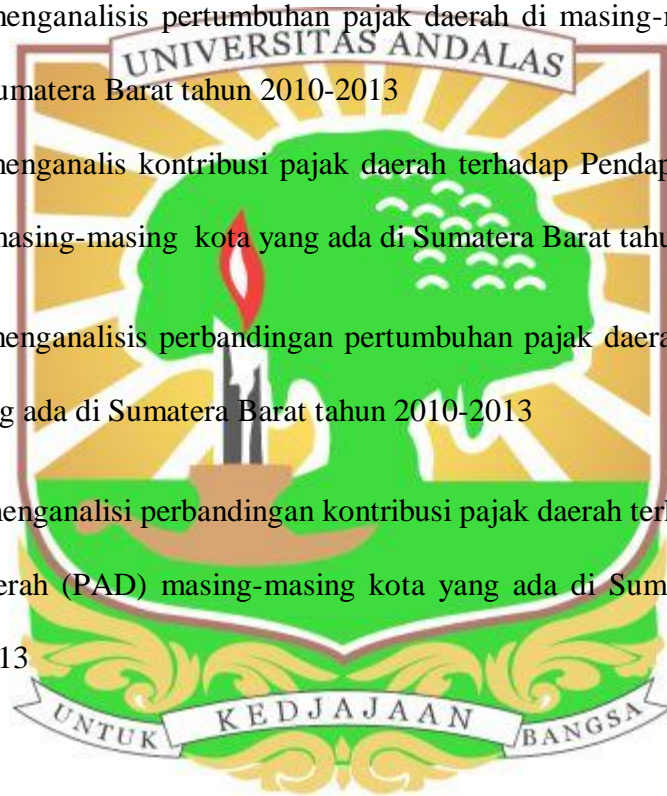 menganalisis pertumbuhan pajak daerah di masing-
UNIVERSITAS ANDALAS
umatera Barat tahun 2010-2013
menganalis kontribusi pajak daerah terhadap Pendap
masing-masing kota yang ada di Sumatera Barat tahu
menganalisis perbandingan pertumbuhan pajak daera
g ada di Sumatera Barat tahun 2010-2013
menganalisi perbandingan kontribusi pajak daerah terh
erah (PAD) masing-masing kota yang ada di Sum
13
UNTUK KEDJAJAAN BANGSA